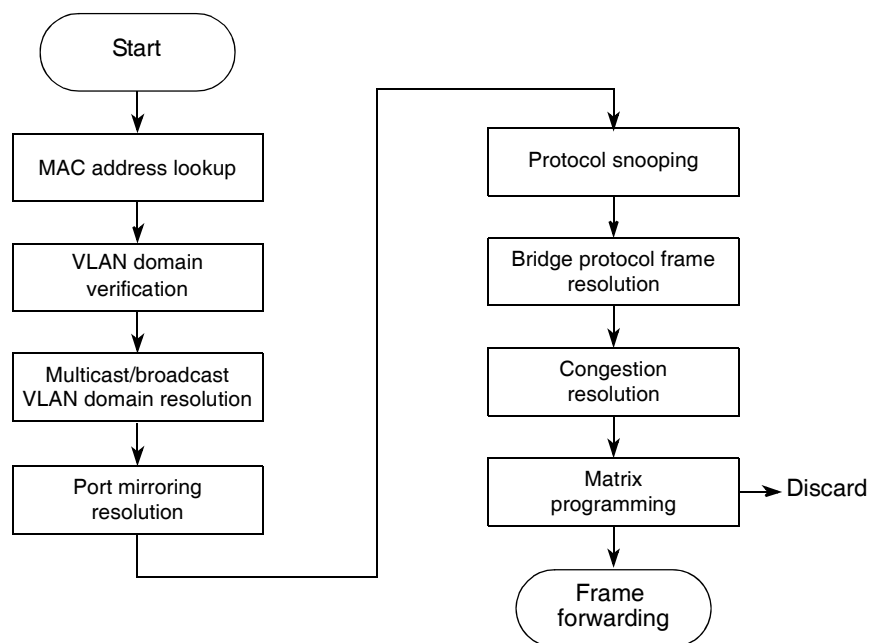 Start
MAC address lookup
VLAN domain
verification
Multicast/broadcast
VLAN domain resolution
Port mirroring
resolution
Protocol snooping
Bridge protocol frame
resolution
Congestion
resolution
Matrix
programming
Discard
Frame
forwarding